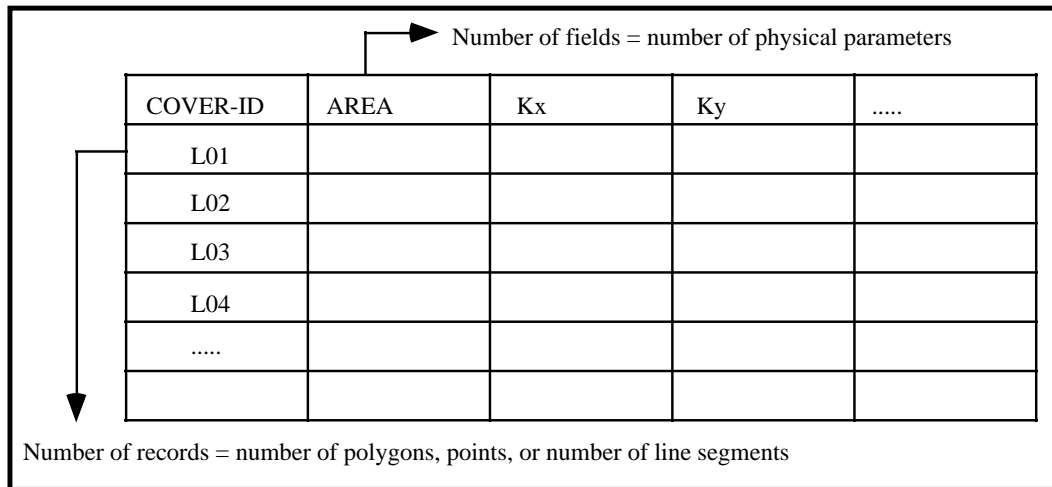 Number of fields = number of physical parameters
COVER-ID AREA Kx Ky .....
L01
L02
L03
L04
.....
Number of records = number of polygons, points, or number of line segments